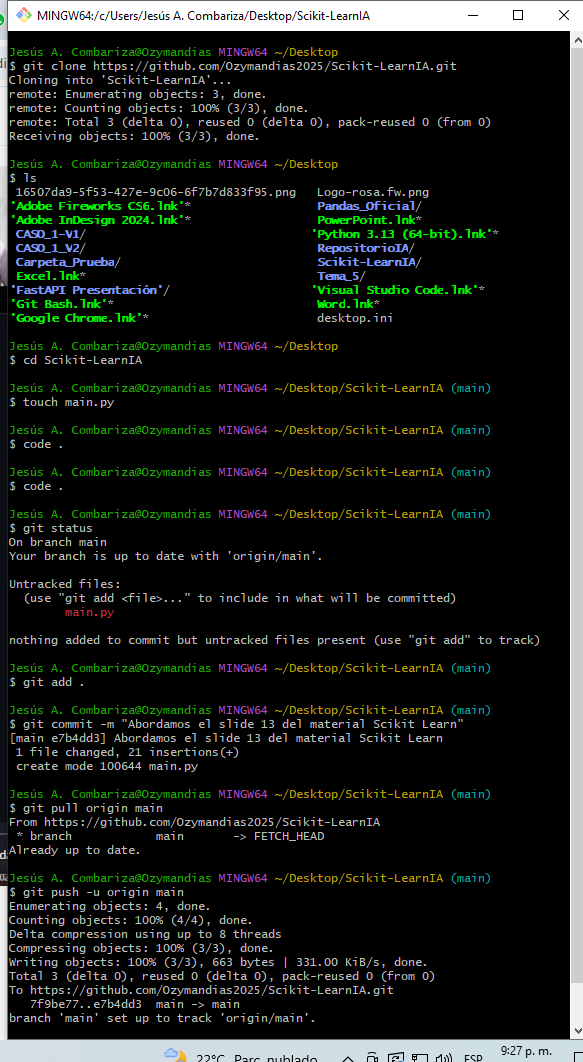 MINGW64:/c/Users/Jesús A. Combariza/Desktop/Scikit-LearnIA
Jesús A. Combariza@Ozymandias MINGW64 ~/Desktop
$ git clone https://github.com/Ozymandias2025/Scikit-LearnIA.git
Cloning into 'Scikit-LearnIA'...
remote: Enumerating objects: 3, done.
remote: Counting objects: 100% (3/3), done.
remote: Total 3 (delta 0), reused 0 (delta 0), pack-reused 0 (from 0)
Receiving objects: 100% (3/3), done.
Jesús A. Combariza@Ozymandias MINGW64 ~/Desktop
$ ls
16507da9-5f53-427e-9c06-6f7b7d833f95.png Logo-rosa.fw.png
'Adobe Fireworks CS6.lnk'* Pandas_Oficial/
'Adobe InDesign 2024.lnk'* PowerPoint.lnk*
CASO_1-V1/ 'Python 3.13 (64-bit).lnk'*
CASO_1_V2/ RepositorioIA/
Carpeta_Prueba/ Scikit-LearnIA/
Excel.lnk* Tema_5/
'FastAPI Presentación'/ 'Visual Studio Code.lnk'*
'Git Bash.lnk'* Word.lnk*
'Google Chrome.lnk'* desktop.ini
Jesús A. Combariza@Ozymandias MINGW64 ~/Desktop
$ cd Scikit-LearnIA
Jesús A. Combariza@Ozymandias MINGW64 ~/Desktop/Scikit-LearnIA (main)
$ touch main.py
Jesús A. Combariza@Ozymandias MINGW64 ~/Desktop/Scikit-LearnIA (main)
$ code .
Jesús A. Combariza@Ozymandias MINGW64 ~/Desktop/Scikit-LearnIA (main)
$ code .
Jesús A. Combariza@Ozymandias MINGW64 ~/Desktop/Scikit-LearnIA (main)
$ git status
On branch main
Your branch is up to date with 'origin/main'.
Untracked files:
(use "git add <file>..." to include in what will be committed)
main.py
nothing added to commit but untracked files present (use "git add" to track)
Jesús A. Combariza@Ozymandias MINGW64 ~/Desktop/Scikit-LearnIA (main)
$ git add .
Jesús A. Combariza@Ozymandias MINGW64 ~/Desktop/Scikit-LearnIA (main)
$ git commit -m "Abordamos el slide 13 del material Scikit Learn"
[main e7b4dd3] Abordamos el slide 13 del material Scikit Learn
1 file changed, 21 insertions(+)
create mode 100644 main.py
Jesús A. Combariza@Ozymandias MINGW64 ~/Desktop/Scikit-LearnIA (main)
$ git pull origin main
From https://github.com/Ozymandias2025/Scikit-LearnIA
* branch main -> FETCH_HEAD
Already up to date.
Jesús A. Combariza@Ozymandias MINGW64 ~/Desktop/Scikit-LearnIA (main)
$ git push -u origin main
Enumerating objects: 4, done.
Counting objects: 100% (4/4), done.
Delta compression using up to 8 threads
Compressing objects: 100% (3/3), done.
Writing objects: 100% (3/3), 663 bytes | 331.00 KiB/s, done.
Total 3 (delta 0), reused 0 (delta 0), pack-reused 0 (from 0)
To https://github.com/Ozymandias2025/Scikit-LearnIA.git
7f9be77..e7b4dd3 main -> main
branch 'main' set up to track 'origin/main'.
22°C Parc. nublado ESP 9:27 p. m.